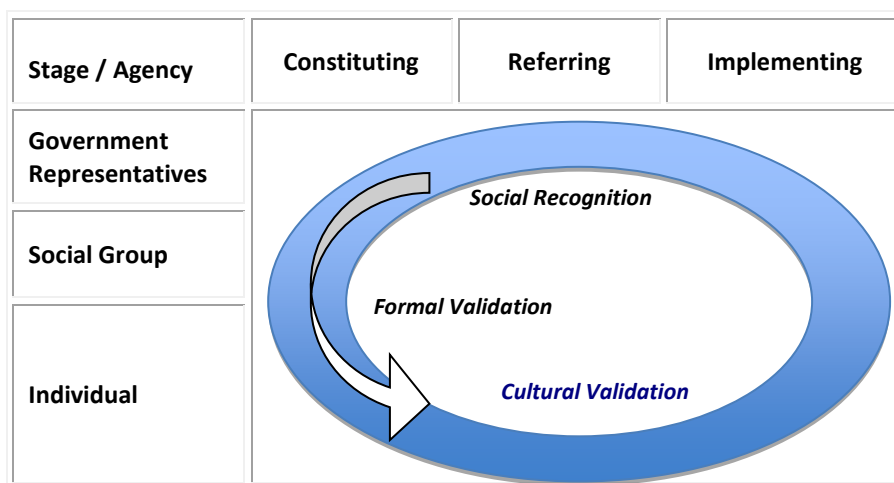 Stage / Agency
Constituting
Referring
Implementing
Government
Representatives
Social Group
Individual
Social Recognition
Formal Validation
Cultural Validation